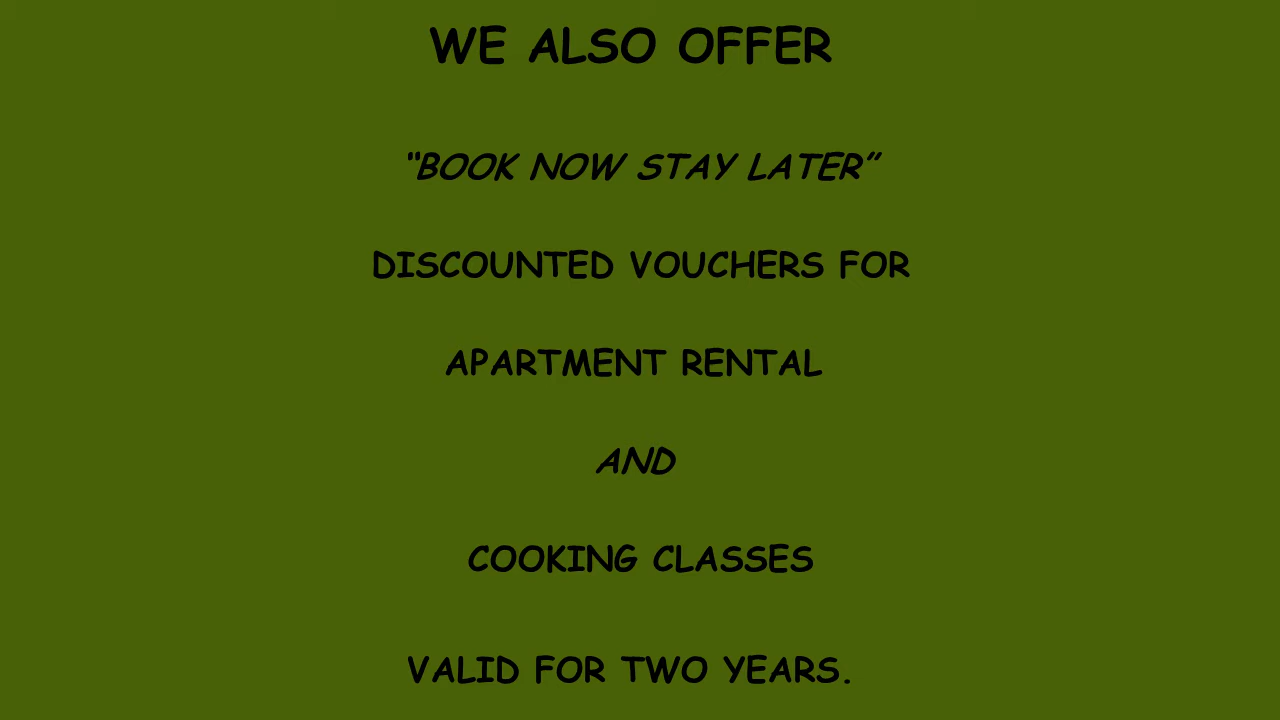 WE ALSO OFFER
“BOOK NOW STAY LATER”
DISCOUNTED VOUCHERS FOR
APARTMENT RENTAL
AND
COOKING CLASSES
VALID FOR TWO YEARS.